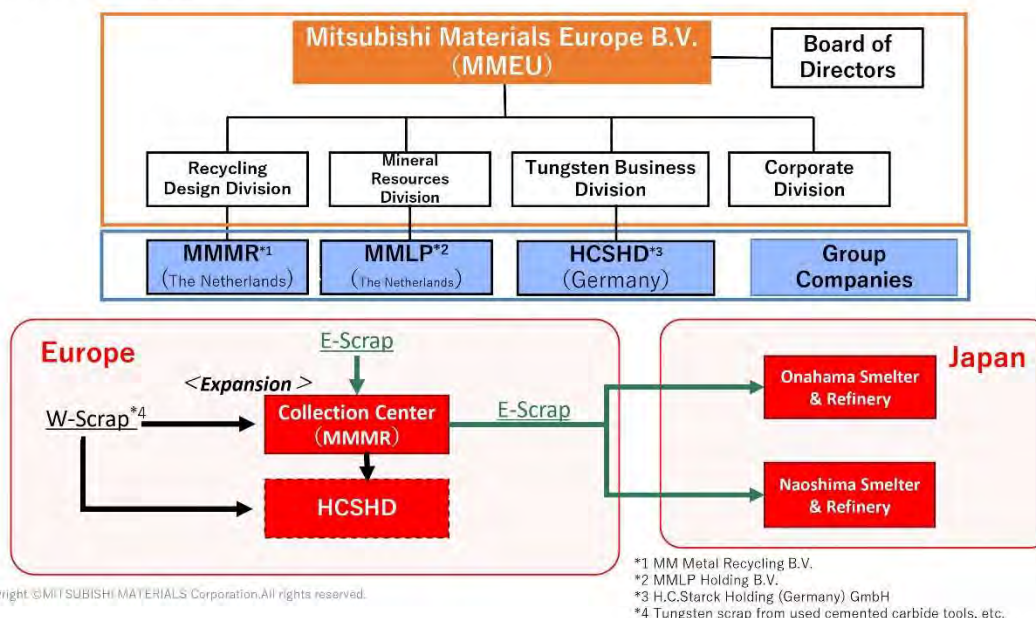 Mitsubishi Materials Europe B.V.
(MMEU)
Board of
Directors
Recycling
Design Division
Mineral
Resources
Division
Tungsten Business
Division
Corporate
Division
MMMR*1
(The Netherlands)
MMLP*2
(The Netherlands)
HCSHD*3
(Germany)
Group
Companies
Europe
E-Scrap
<Expansion >
W-Scrap*4
Collection Center
(MMMR)
E-Scrap
HCSHD
Japan
Onahama Smelter
& Refinery
Naoshima Smelter
& Refinery
*1 MM Metal Recycling B.V.
*2 MMLP Holding B.V.
*3 H.C.Starck Holding (Germany) GmbH
*4 Tungsten scrap from used cemented carbide tools, etc.
yright ©MITSUBISHI MATERIALS Corporation.All rights reserved.